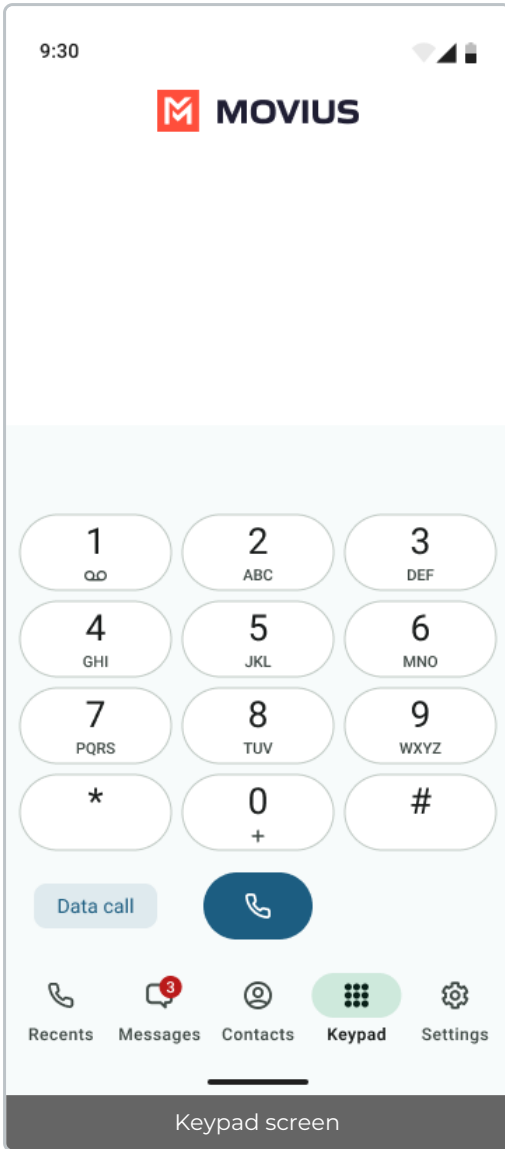 9:30
MOVIUS
1 2 3
ABC DEF
4 5 6
GHI JKL MNO
7 8 9
PQRS TUV WXYZ
* 0 #
+
Data call
3
Recents Messages Contacts Keypad Settings
Keypad screen